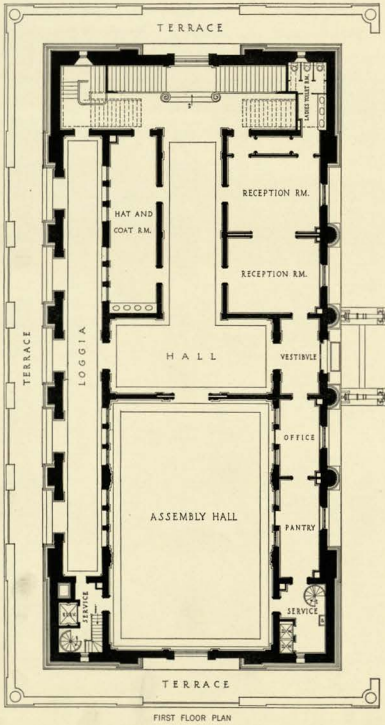 TERRACE
LADIES TOILET RM.
RECEPTION RM.
HAT AND
COAT RM.
RECEPTION RM.
TERRACE
LOGGIA
HALL
VESTIBVLE
OFFICE
ASSEMBLY HALL
PANTRY
SERVICE
SERVICE
TERRACE
FIRST FLOOR PLAN